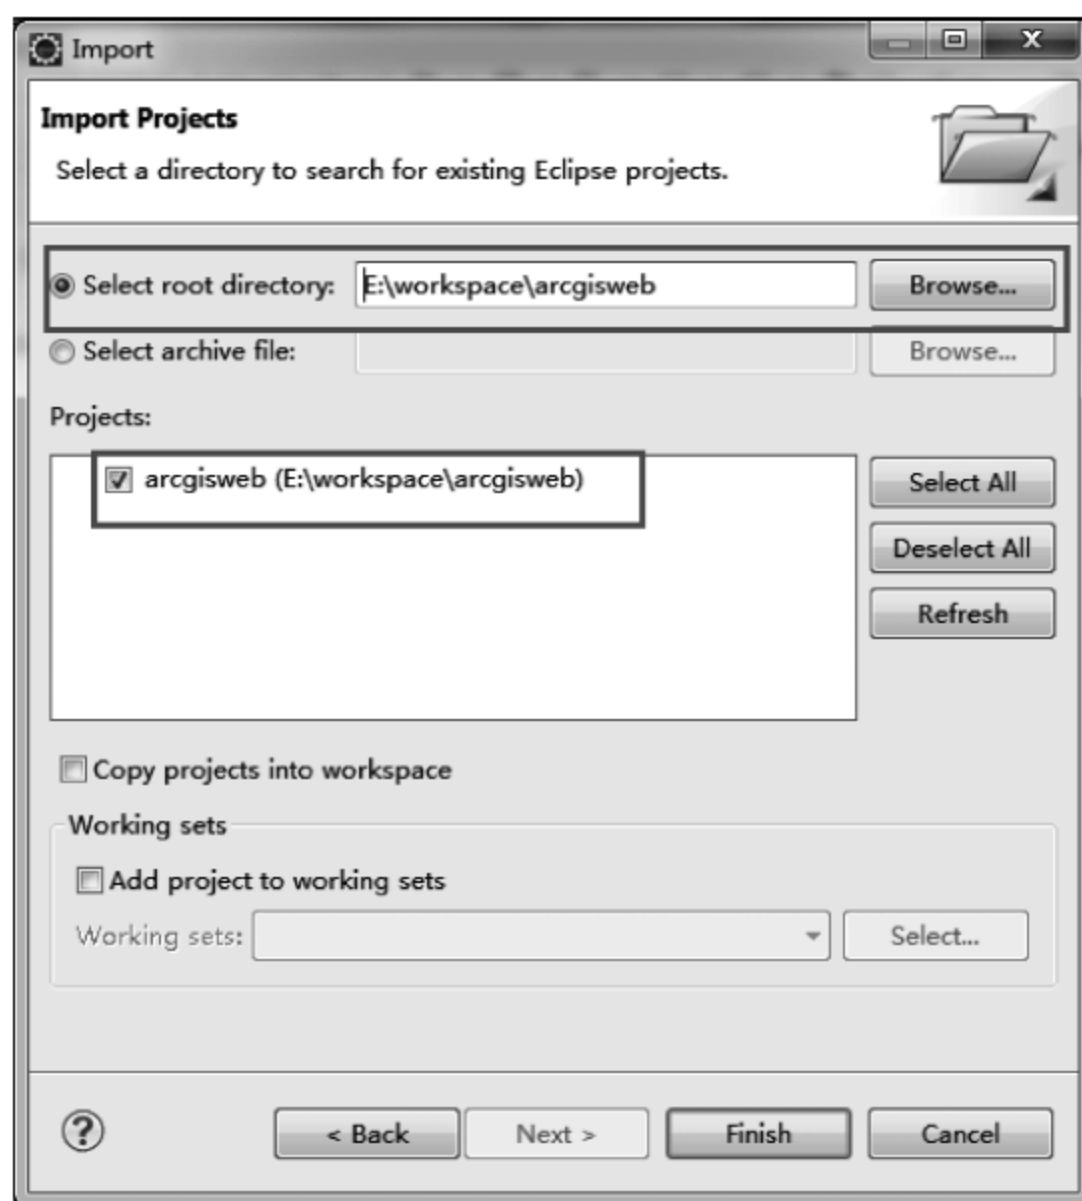 Import
Import Projects
Select a directory to search for existing Eclipse projects.
Select root directory: E:\workspace\arcgisweb Browse...
Select archive file: Browse...
Projects:
arcgisweb (E:\workspace\arcgisweb)
Select All
Deselect All
Refresh
Copy projects into workspace
Working sets
Add project to working sets
Working sets: Select...
? < Back Next > Finish Cancel